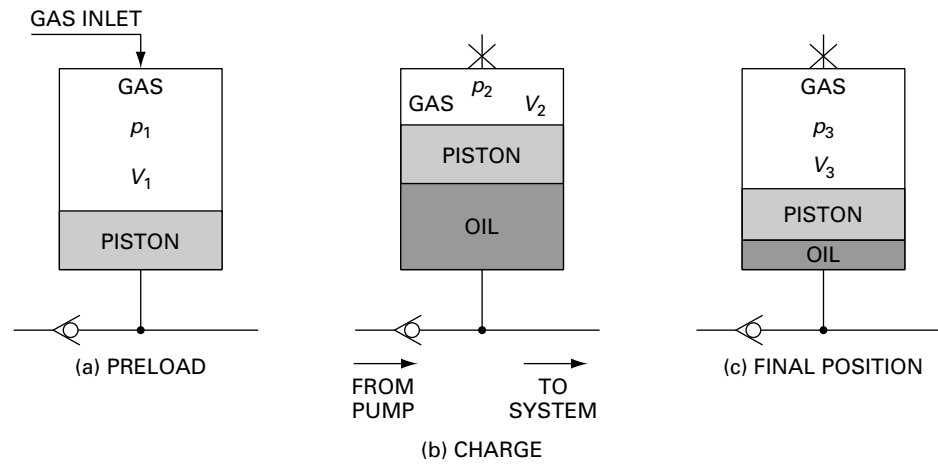 GAS INLET
GAS
p1
V1
PISTON
(a) PRELOAD
p2
GAS V2
PISTON
OIL
FROM
PUMP
TO
SYSTEM
(b) CHARGE
GAS
p3
V3
PISTON
OIL
(c) FINAL POSITION